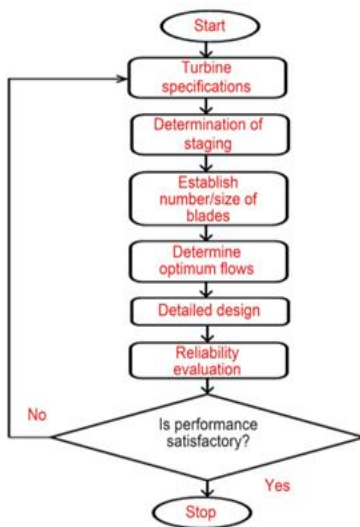 Start
Turbine
specifications
Determination of
staging
Establish
number/size of
blades
Determine
optimum flows
Detailed design
Reliability
evaluation
No
Is performance
satisfactory?
Yes
Stop